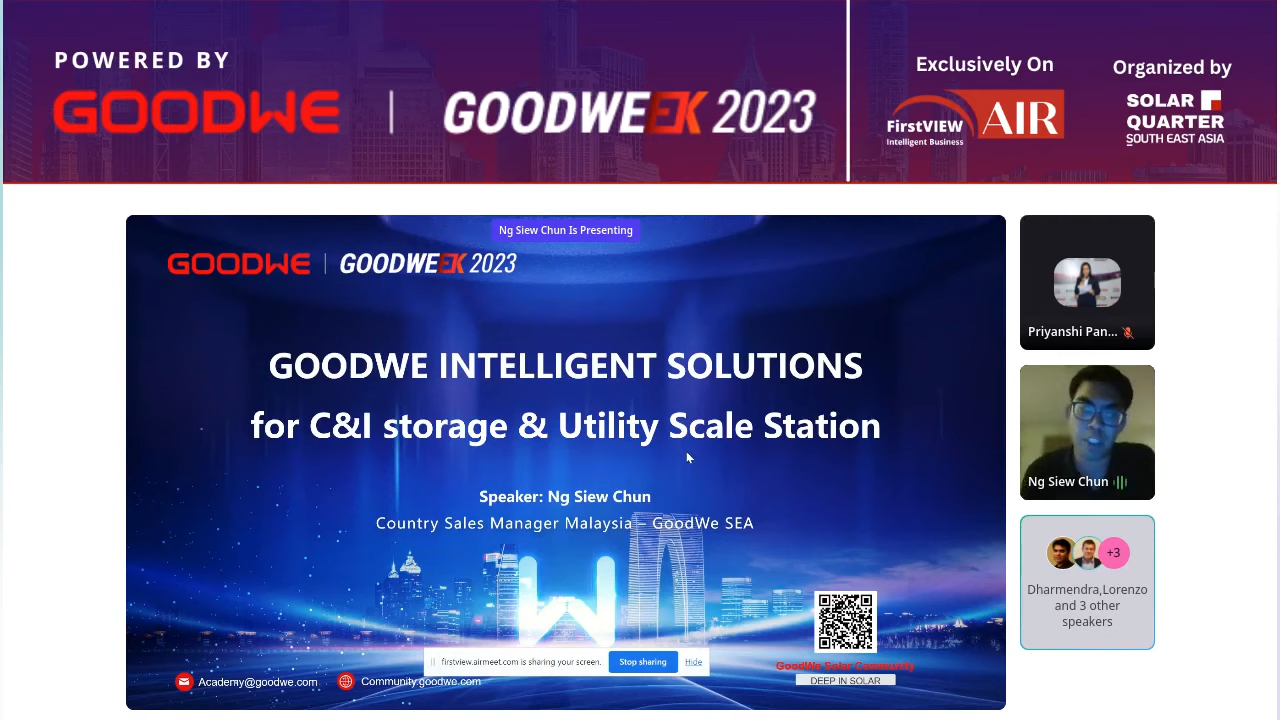 POWERED BY
GOODWE
GOODWEEK 2023
Exclusively On
FirstVIEW
Intelligent Business
AIR
Organized by
SOLAR
QUARTER
SOUTH EAST ASIA
Ng Siew Chun Is Presenting
GOODWE
GOODWEEK 2023
GOODWE INTELLIGENT SOLUTIONS
for C&I storage & Utility Scale Station
Speaker: Ng Siew Chun
Country Sales Manager Malaysia – GoodWe SEA
firstview.airmeet.com is sharing your screen. Stop sharing Hide
GoodWe Solar Community
DEEP IN SOLAR
Academy@goodwe.com
Community.goodwe.com
Priyanshi Pan...
Ng Siew Chun
+3
Dharmendra,Lorenzo
and 3 other
speakers